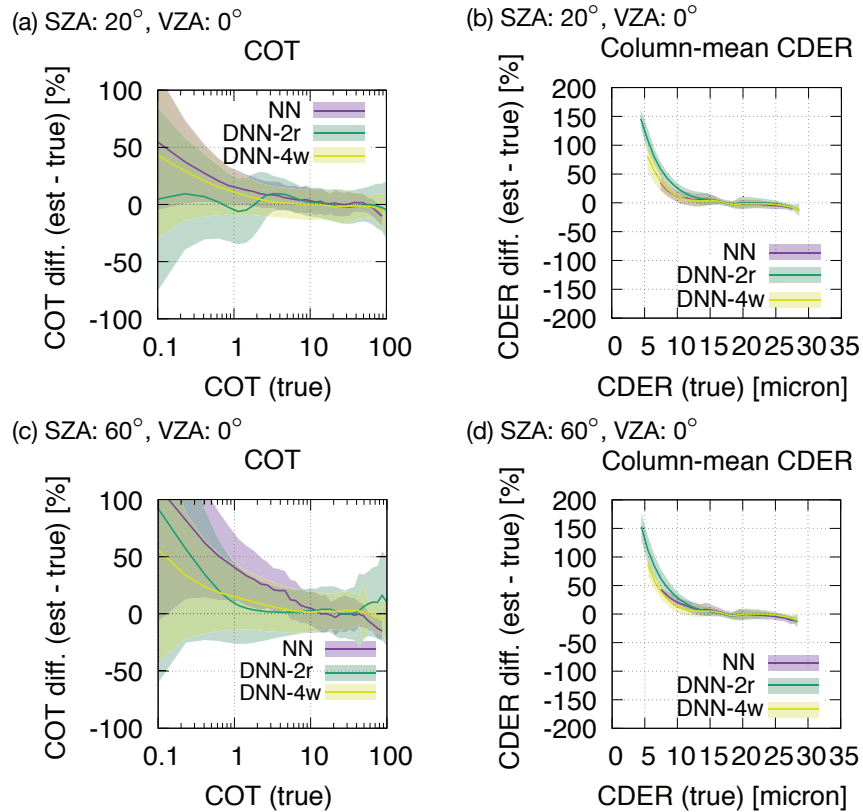 (a) SZA: 20°, VZA: 0°
COT
COT diff. (est - true) [%]
100
50
0
-50
-100
NN
DNN-2r
DNN-4w
0.1 1 10 100
COT (true)
(b) SZA: 20°, VZA: 0°
Column-mean CDER
CDER diff. (est - true) [%]
200
150
100
50
0
-50
-100
-150
-200
NN
DNN-2r
DNN-4w
0 5 10 15 20 25 30 35
CDER (true) [micron]
(c) SZA: 60°, VZA: 0°
COT
COT diff. (est - true) [%]
100
50
0
-50
-100
NN
DNN-2r
DNN-4w
0.1 1 10 100
COT (true)
(d) SZA: 60°, VZA: 0°
Column-mean CDER
CDER diff. (est - true) [%]
200
150
100
50
0
-50
-100
-150
-200
NN
DNN-2r
DNN-4w
0 5 10 15 20 25 30 35
CDER (true) [micron]